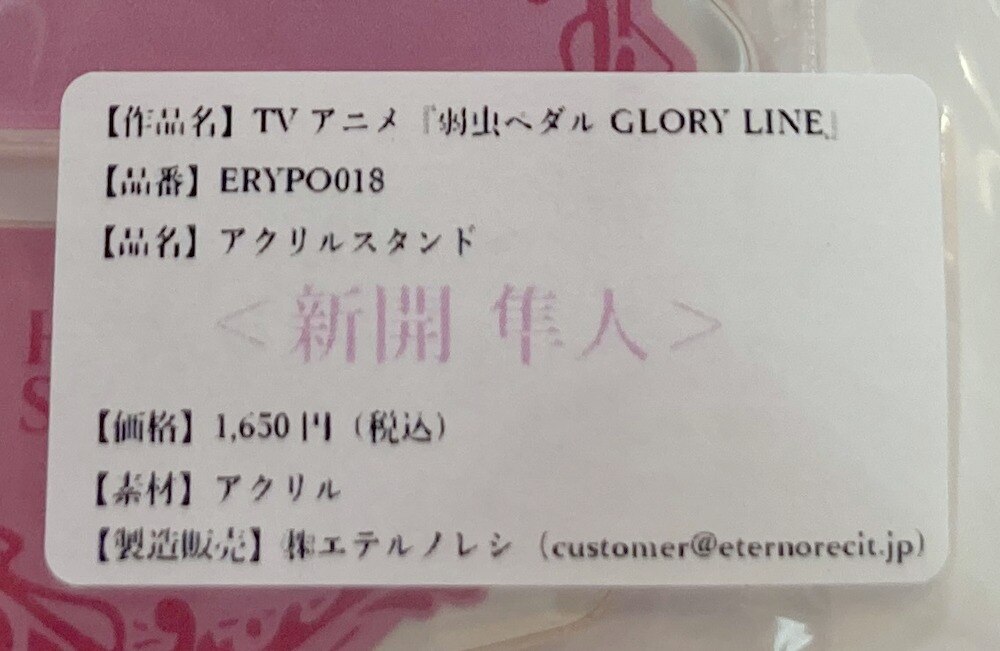 【作品名】TV アニメ『弱虫ペダル GLORY LINE』
【品番】ERYPO018
【品名】アクリルスタンド
＜新開 隼人＞
【価格】1,650 円（税込）
【素材】アクリル
【製造販売】㈱エテルノレシ（customer@eternorecit.jp）